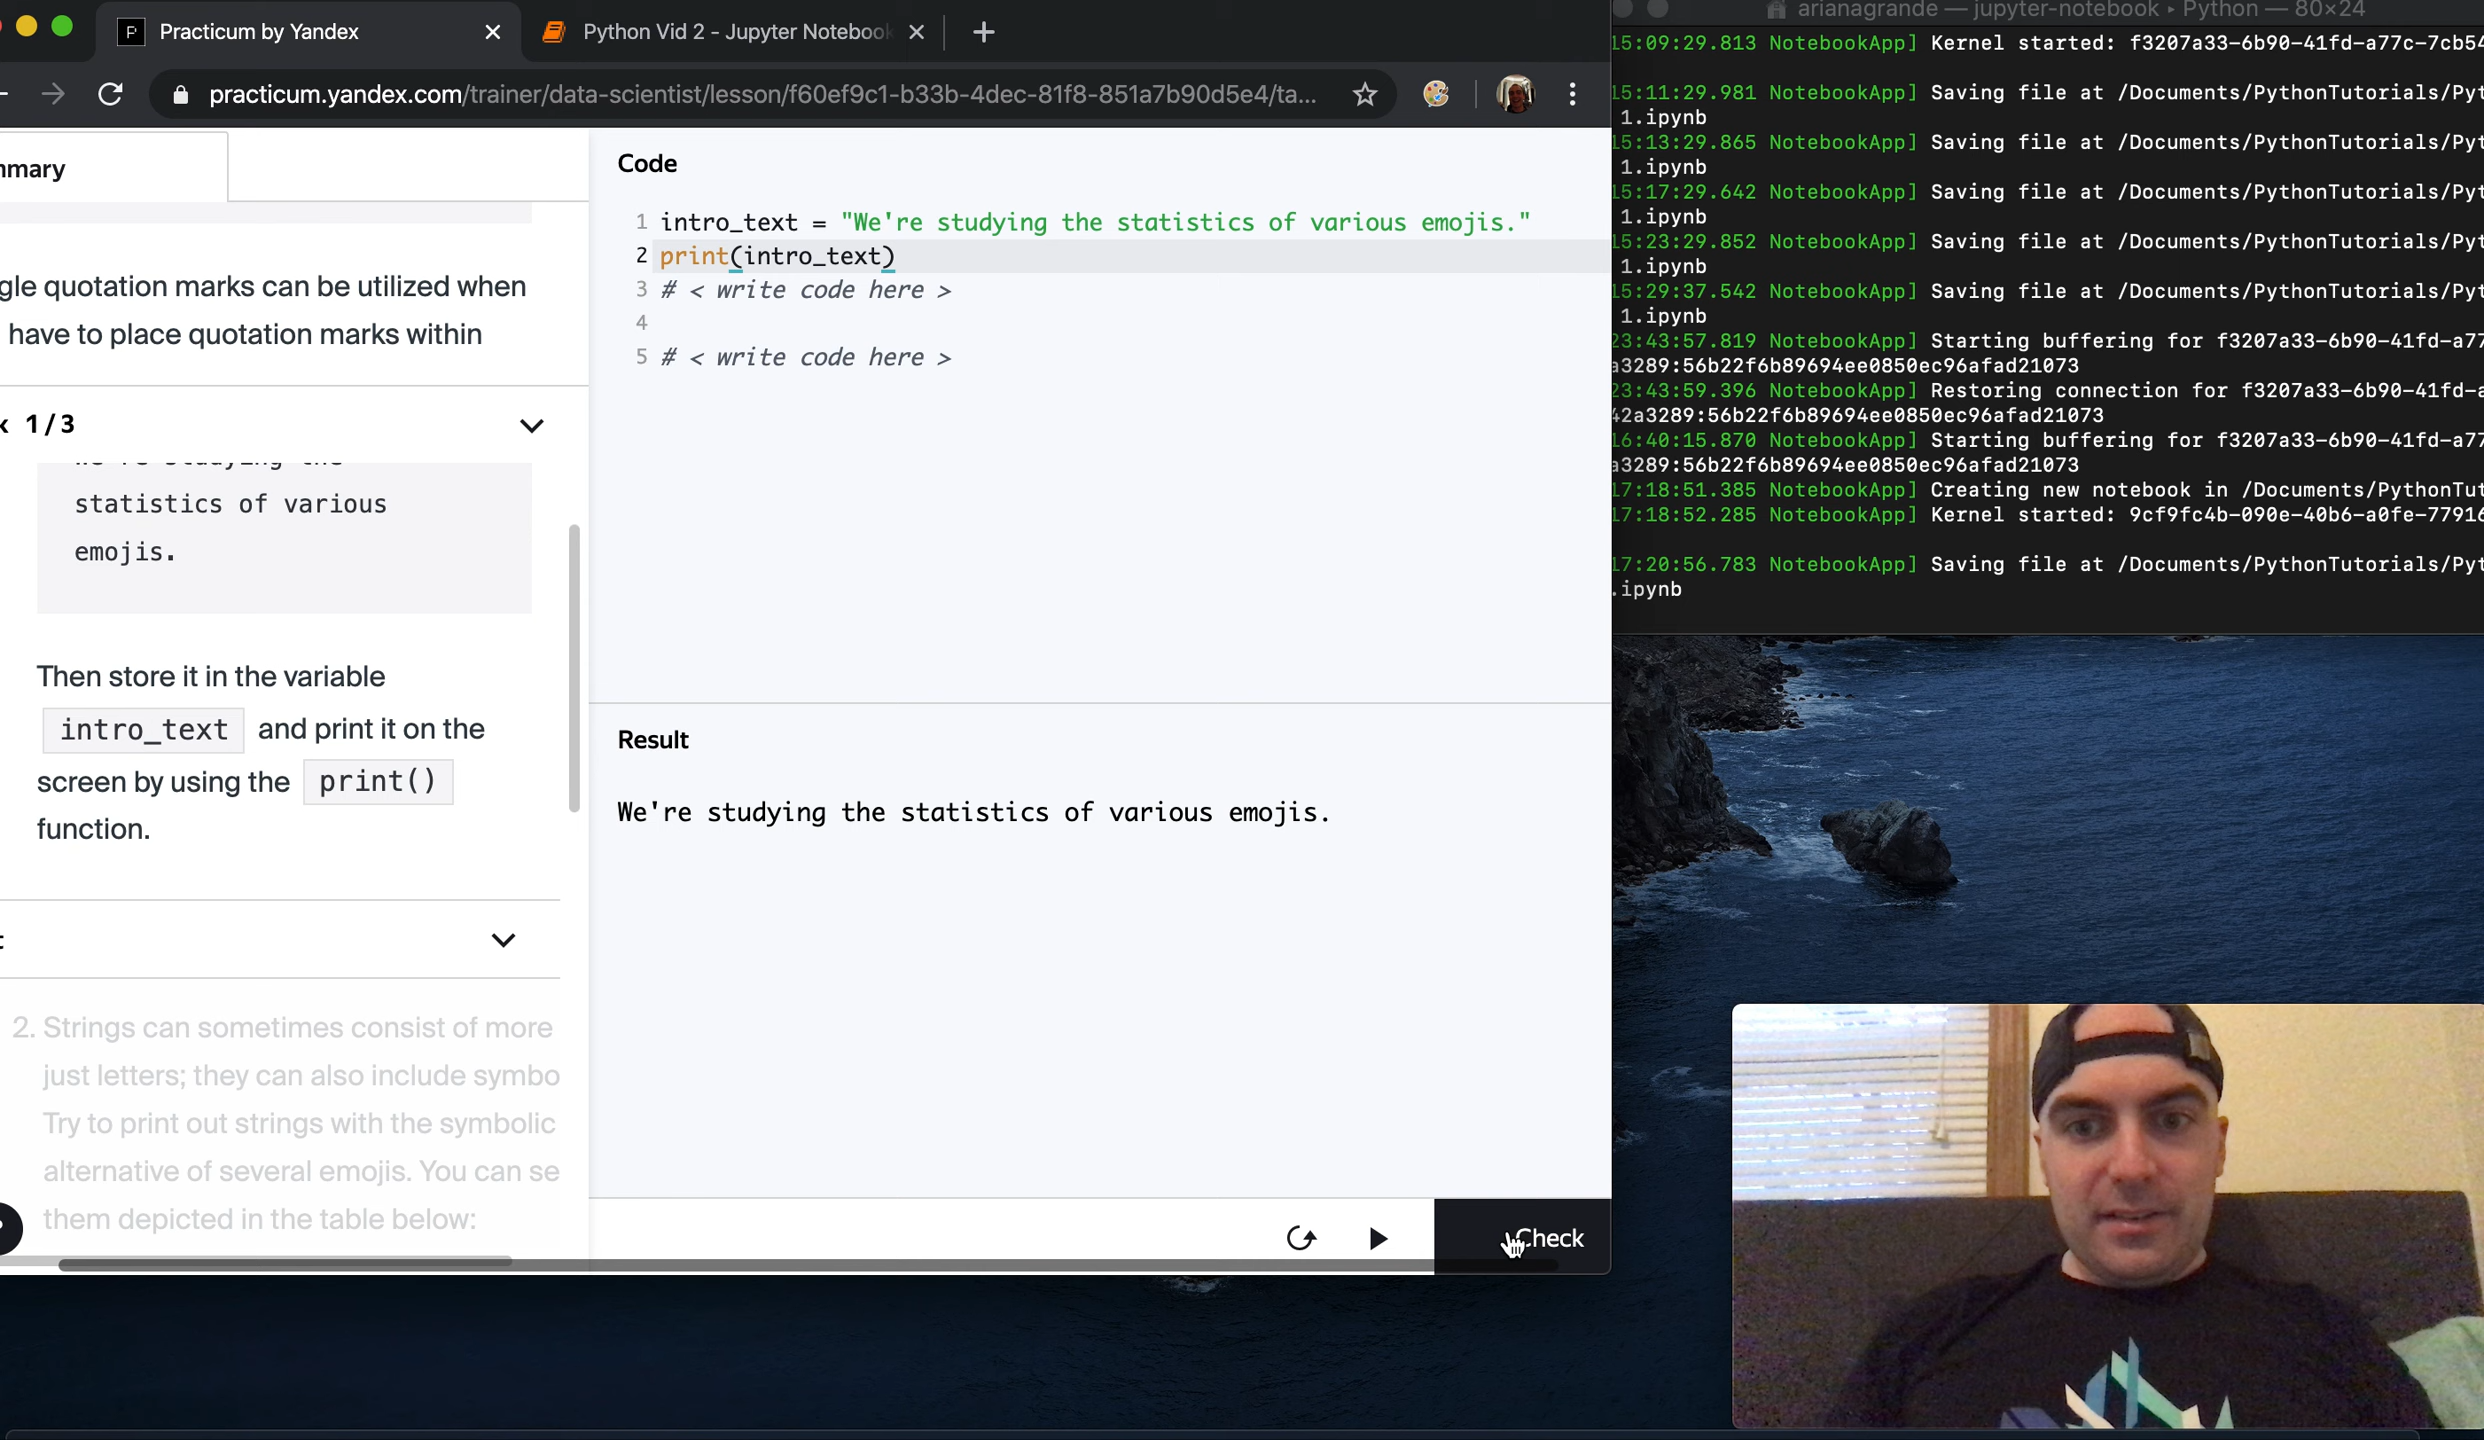 Practicum by Yandex
Python Vid 2 - Jupyter Notebook
practicum.yandex.com/trainer/data-scientist/lesson/f60ef9c1-b33b-4dec-81f8-851a7b90d5e4/ta...
mmary
gle quotation marks can be utilized when
have to place quotation marks within
1/3
statistics of various
emojis.
Then store it in the variable
intro_text and print it on the
screen by using the print()
function.
2. Strings can sometimes consist of more
just letters; they can also include symbo
Try to print out strings with the symbolic
alternative of several emojis. You can se
them depicted in the table below:
Code
1 intro_text = "We're studying the statistics of various emojis."
2 print(intro_text)
3 # < write code here >
4
5 # < write code here >
Result
We're studying the statistics of various emojis.
Check
arianagrande — jupyter-notebook ▸ Python — 80×24
15:09:29.813 NotebookApp] Kernel started: f3207a33-6b90-41fd-a77c-7cb54
15:11:29.981 NotebookApp] Saving file at /Documents/PythonTutorials/Pyt
1.ipynb
15:13:29.865 NotebookApp] Saving file at /Documents/PythonTutorials/Pyt
1.ipynb
15:17:29.642 NotebookApp] Saving file at /Documents/PythonTutorials/Pyt
1.ipynb
15:23:29.852 NotebookApp] Saving file at /Documents/PythonTutorials/Pyt
1.ipynb
15:29:37.542 NotebookApp] Saving file at /Documents/PythonTutorials/Pyt
1.ipynb
23:43:57.819 NotebookApp] Starting buffering for f3207a33-6b90-41fd-a77
a3289:56b22f6b89694ee0850ec96afad21073
23:43:59.396 NotebookApp] Restoring connection for f3207a33-6b90-41fd-a
42a3289:56b22f6b89694ee0850ec96afad21073
16:40:15.870 NotebookApp] Starting buffering for f3207a33-6b90-41fd-a77
a3289:56b22f6b89694ee0850ec96afad21073
17:18:51.385 NotebookApp] Creating new notebook in /Documents/PythonTut
17:18:52.285 NotebookApp] Kernel started: 9cf9fc4b-090e-40b6-a0fe-77916
17:20:56.783 NotebookApp] Saving file at /Documents/PythonTutorials/Pyt
.ipynb